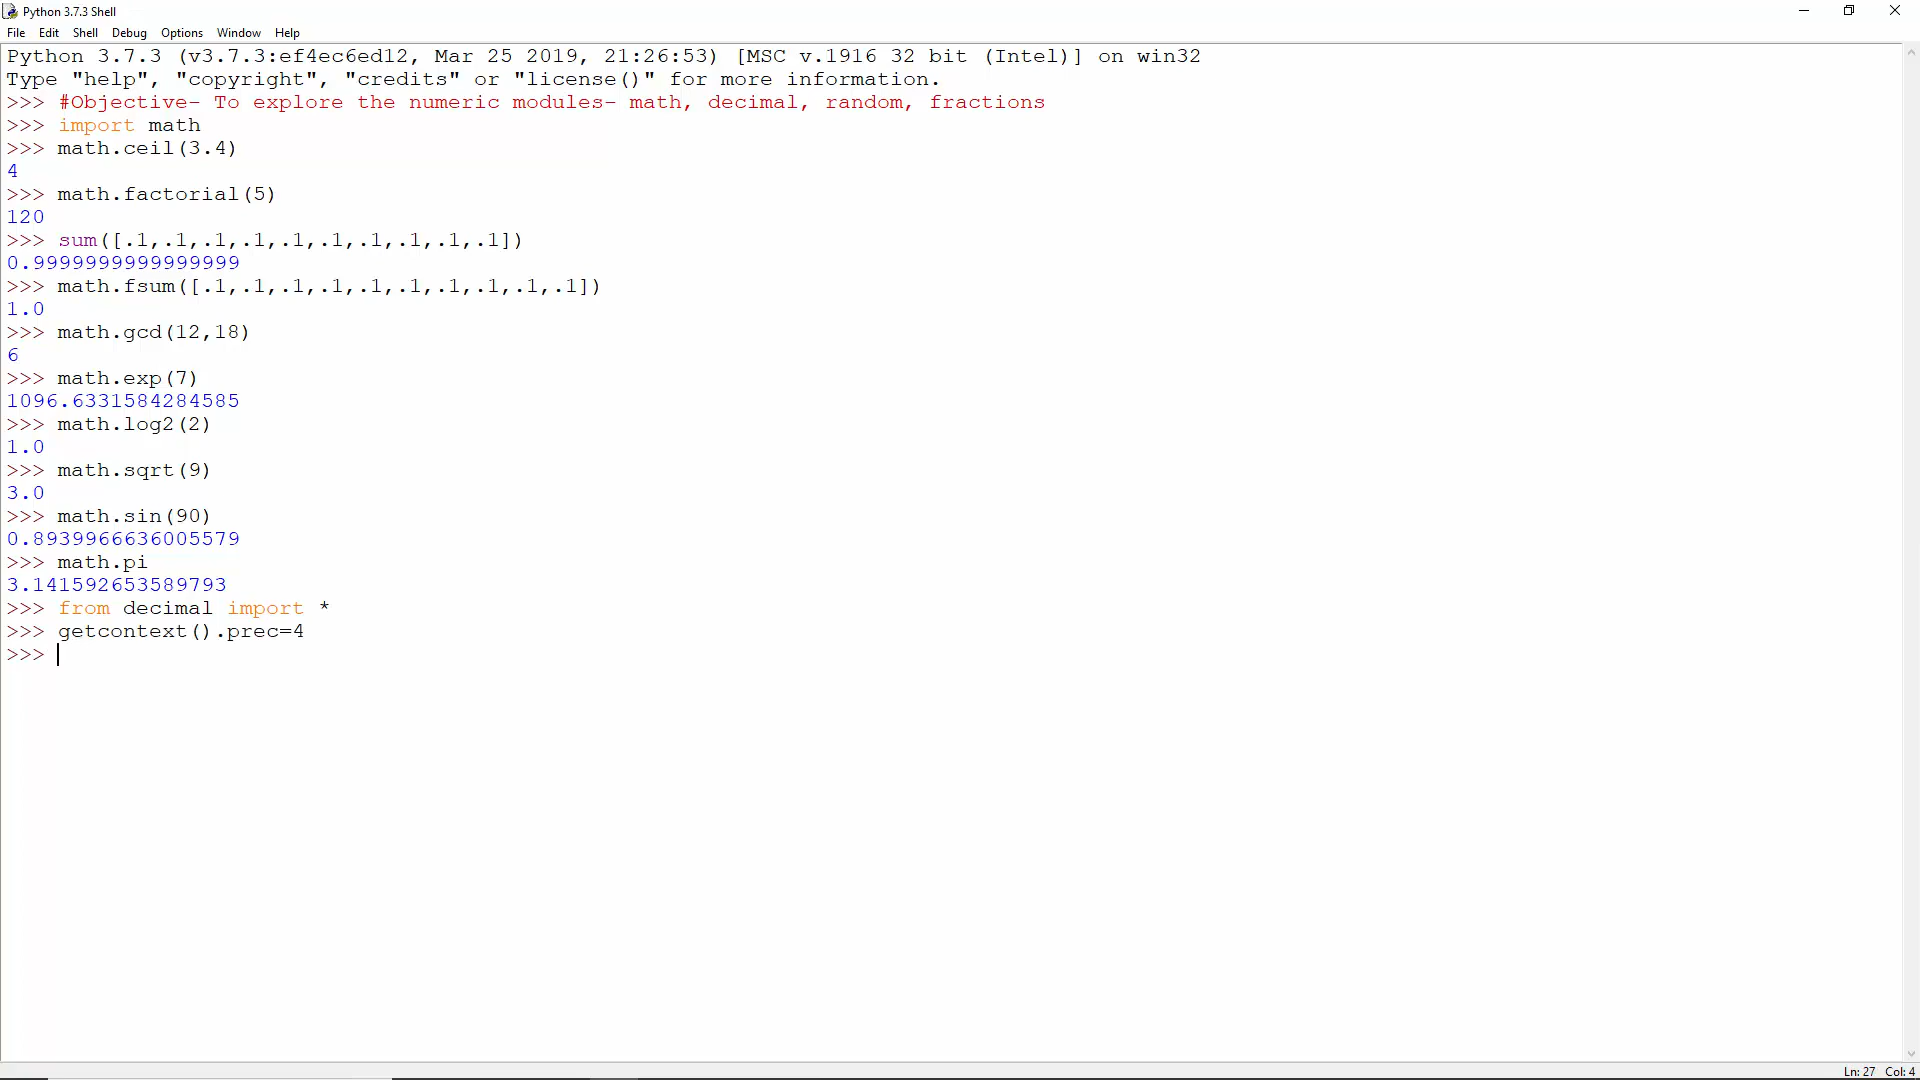 Python 3.7.3 Shell
File Edit Shell Debug Options Window Help
Python 3.7.3 (v3.7.3:ef4ec6ed12, Mar 25 2019, 21:26:53) [MSC v.1916 32 bit (Intel)] on win32
Type "help", "copyright", "credits" or "license()" for more information.
>>> #Objective- To explore the numeric modules- math, decimal, random, fractions
>>> import math
>>> math.ceil(3.4)
4
>>> math.factorial(5)
120
>>> sum([.1,.1,.1,.1,.1,.1,.1,.1,.1,.1])
0.9999999999999999
>>> math.fsum([.1,.1,.1,.1,.1,.1,.1,.1,.1,.1])
1.0
>>> math.gcd(12,18)
6
>>> math.exp(7)
1096.6331584284585
>>> math.log2(2)
1.0
>>> math.sqrt(9)
3.0
>>> math.sin(90)
0.8939966636005579
>>> math.pi
3.141592653589793
>>> from decimal import *
>>> getcontext().prec=4
>>>
Ln: 27 Col: 4